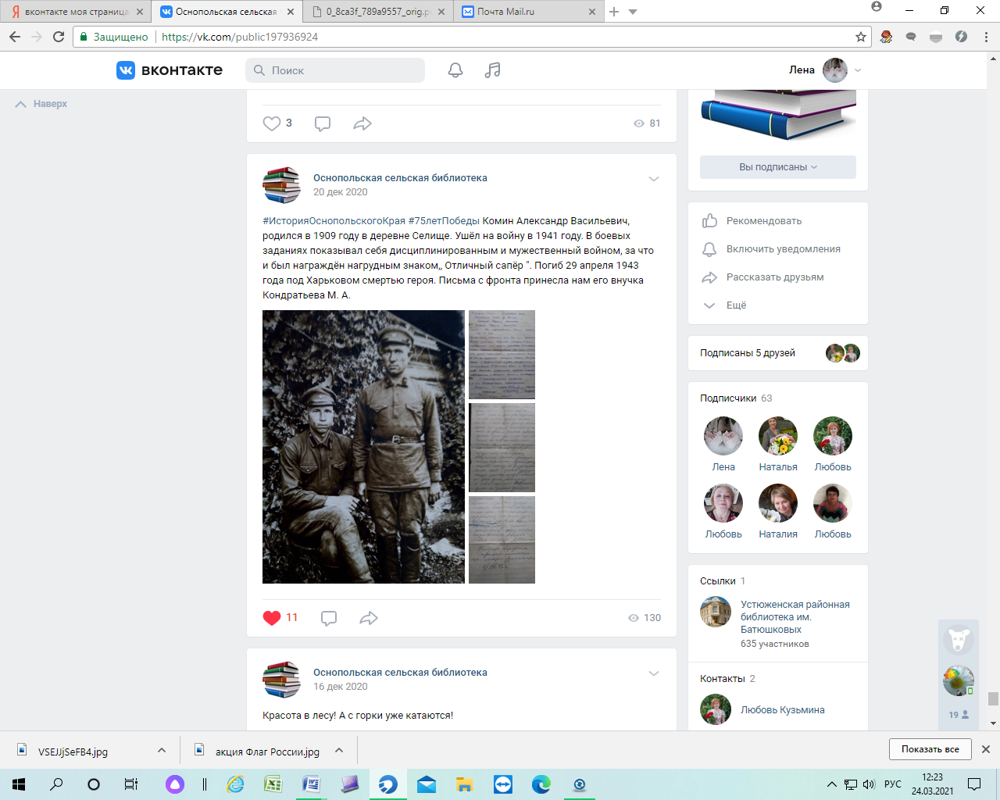 вконтакте моя страница
Оснопольская сельская
0_8ca3f_789a9557_orig.p
Почта Mail.ru
Защищено
https://vk.com/public197936924
вконтакте
Поиск
Лена
Наверх
3
81
Оснопольская сельская библиотека
20 дек 2020
#ИсторияОснопольскогоКрая #75летПобеды Комин Александр Васильевич,
родился в 1909 году в деревне Селище. Ушёл на войну в 1941 году. В боевых
заданиях показывал себя дисциплинированным и мужественный войном, за что
и был награждён нагрудным знаком,, Отличный сапёр ". Погиб 29 апреля 1943
года под Харьковом смертью героя. Письма с фронта принесла нам его внучка
Кондратьева М. А.
11
130
Оснопольская сельская библиотека
16 дек 2020
Красота в лесу! А с горки уже катаются!
Вы подписаны
Рекомендовать
Включить уведомления
Рассказать друзьям
Ещё
Подписаны 5 друзей
Подписчики 63
Лена
Наталья
Любовь
Любовь
Наталия
Любовь
Ссылки 1
Устюженская районная
библиотека им.
Батюшковых
635 участников
Контакты 2
Любовь Кузьмина
19
VSEJJjSeFB4.jpg
акция Флаг России.jpg
Показать все
РУС
12:23
24.03.2021